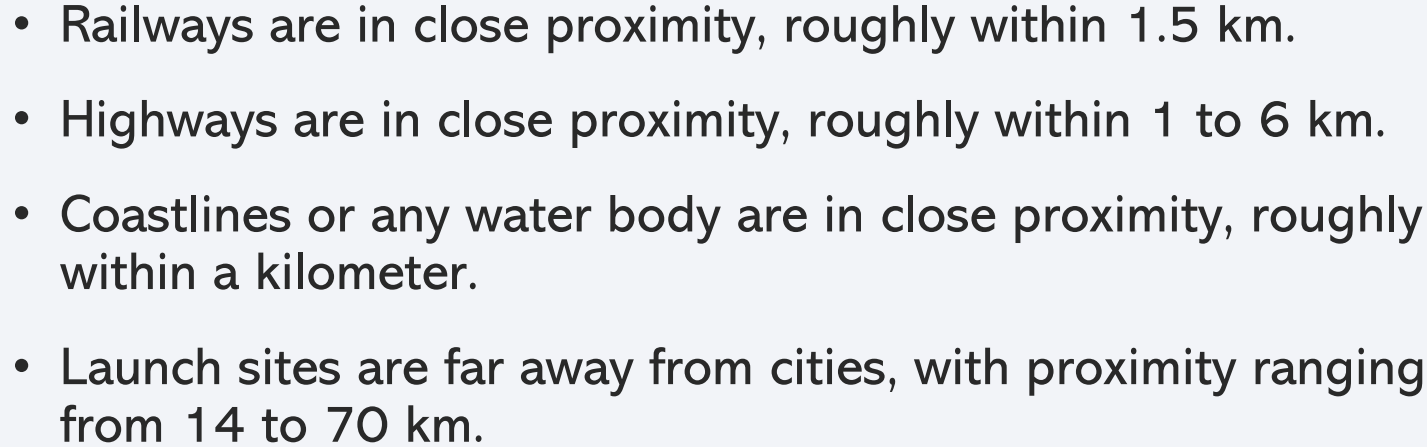 • Railways are in close proximity, roughly within 1.5 km.
• Highways are in close proximity, roughly within 1 to 6 km.
• Coastlines or any water body are in close proximity, roughly
within a kilometer.
• Launch sites are far away from cities, with proximity ranging
from 14 to 70 km.